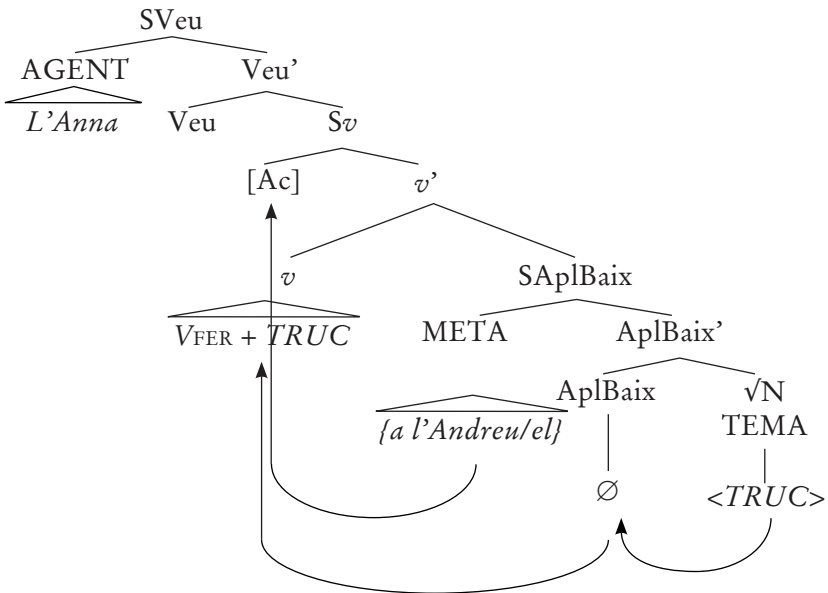 SVeu
AGENT Veu’
L’Anna Veu Sv
[Ac] v’
v SAplBaix
VFER + TRUC META AplBaix’
AplBaix √N
{a l’Andreu/el} TEMA
∅ <TRUC>